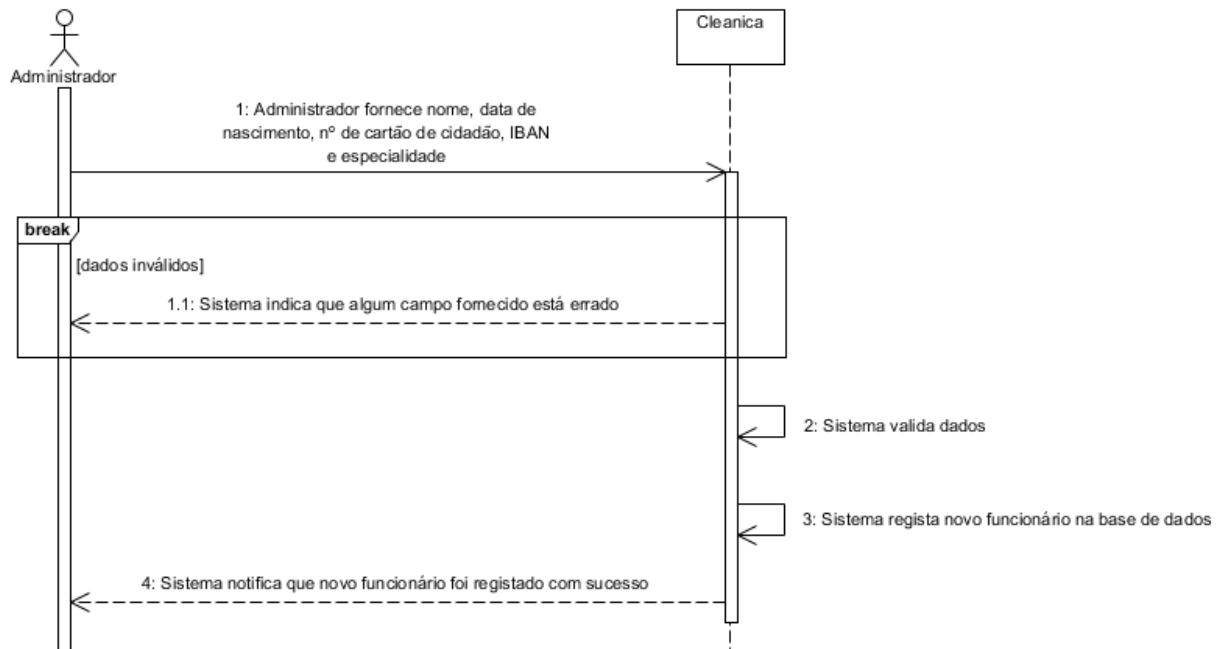 Cleanica
Administrador
1: Administrador fornece nome, data de
nascimento, nº de cartão de cidadão, IBAN
e especialidade
break
[dados inválidos]
1.1: Sistema indica que algum campo fornecido está errado
2: Sistema valida dados
3: Sistema regista novo funcionário na base de dados
4: Sistema notifica que novo funcionário foi registado com sucesso